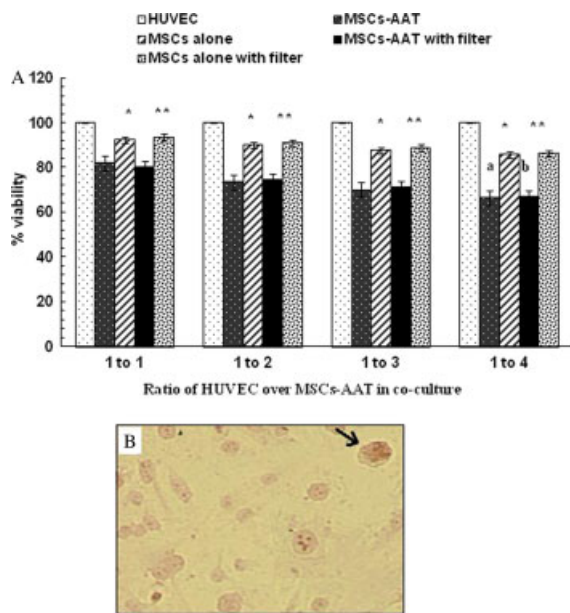 HUVEC MSCs-AAT
MSCs alone MSCs-AAT with filter
MSCs alone with filter
A
120
100
80
60
40
20
0
% viability
* ** * ** * ** * **
a b
1 to 1 1 to 2 1 to 3 1 to 4
Ratio of HUVEC over MSCs-AAT in co-culture
B